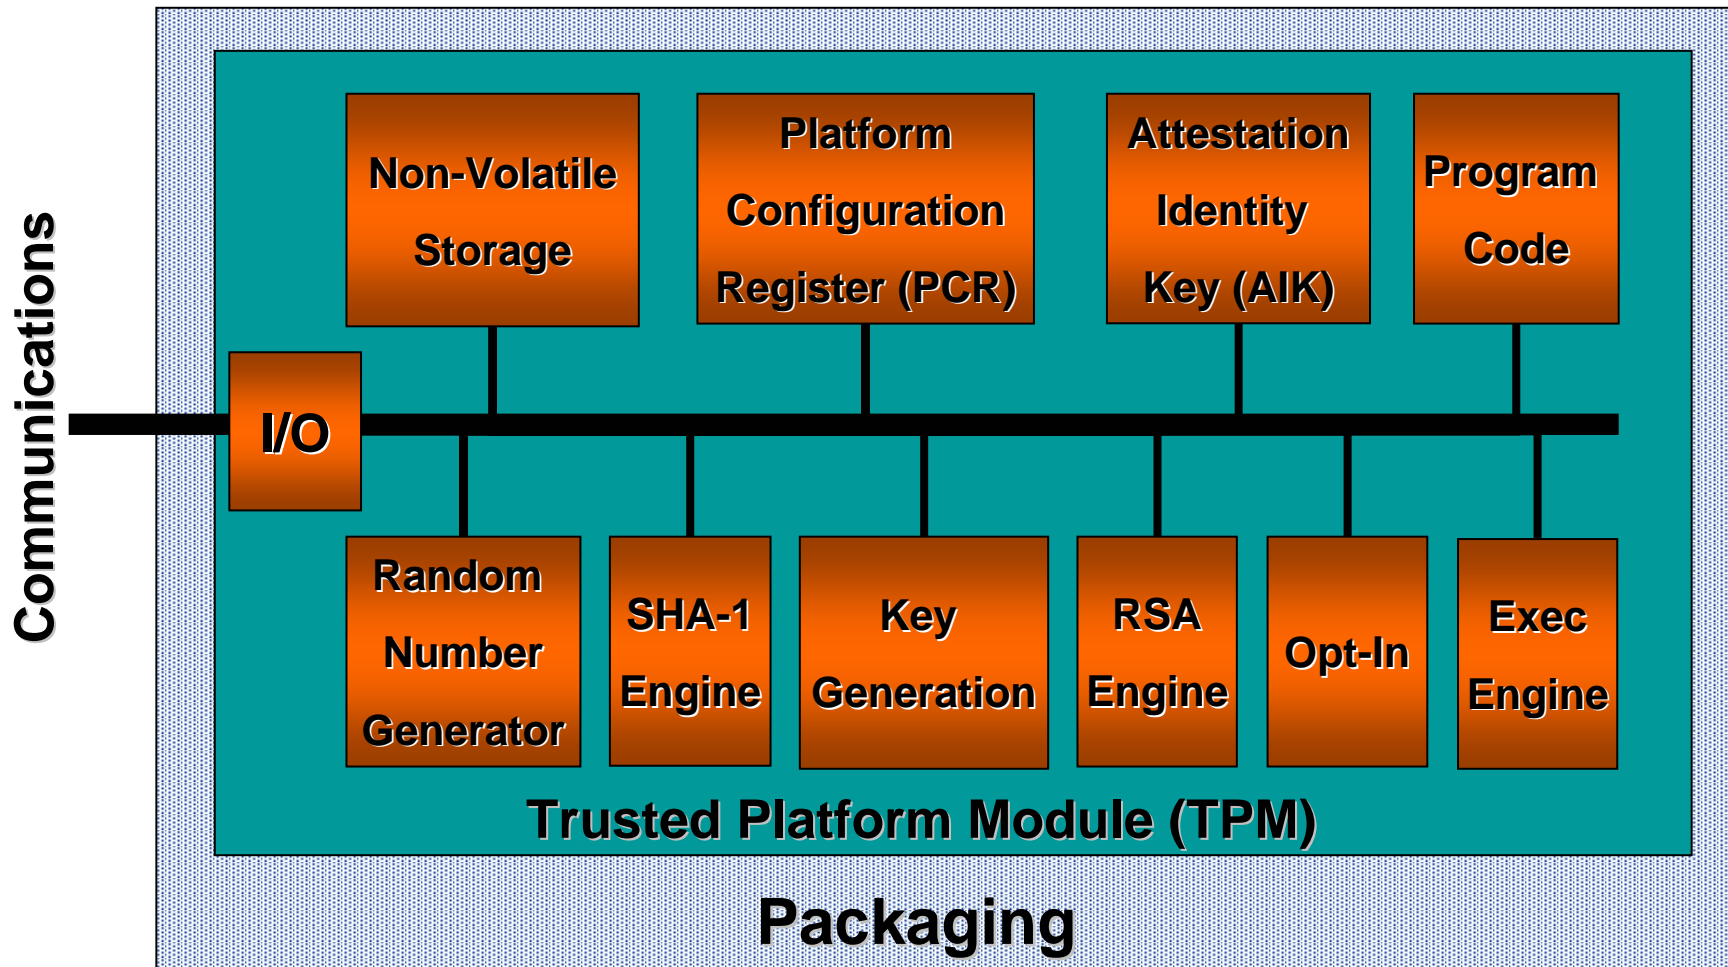 Communications
Non-Volatile
Storage
Platform
Configuration
Register (PCR)
Attestation
Identity
Key (AIK)
Program
Code
I/O
Random
Number
Generator
SHA-1
Engine
Key
Generation
RSA
Engine
Opt-In
Exec
Engine
Trusted Platform Module (TPM)
Packaging